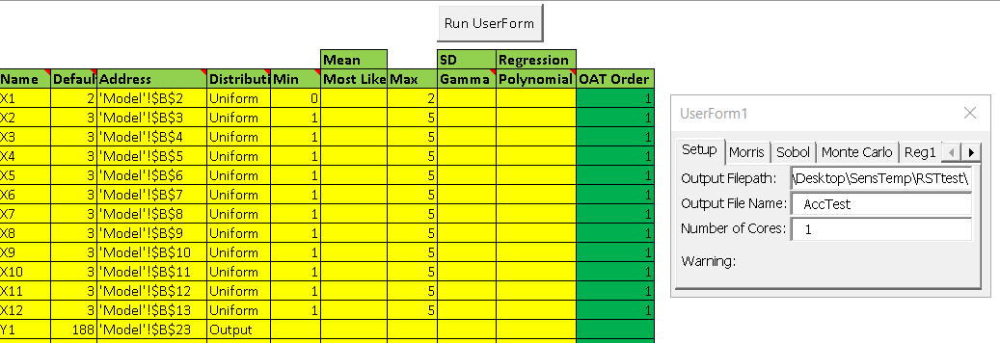 Run UserForm
Mean SD Regression
Name Defaul Address Distributi Min Most Like Max Gamma Polynomial OAT Order
X1 2 'Model'!$B$2 Uniform 0 2 1
X2 3 'Model'!$B$3 Uniform 1 5 1
X3 3 'Model'!$B$4 Uniform 1 5 1
X4 3 'Model'!$B$5 Uniform 1 5 1
X5 3 'Model'!$B$6 Uniform 1 5 1
X6 3 'Model'!$B$7 Uniform 1 5 1
X7 3 'Model'!$B$8 Uniform 1 5 1
X8 3 'Model'!$B$9 Uniform 1 5 1
X9 3 'Model'!$B$10 Uniform 1 5 1
X10 3 'Model'!$B$11 Uniform 1 5 1
X11 3 'Model'!$B$12 Uniform 1 5 1
X12 3 'Model'!$B$13 Uniform 1 5 1
Y1 188 'Model'!$B$23 Output
UserForm1
Setup Morris Sobol Monte Carlo Reg1
Output Filepath: \Desktop\SensTemp\RSTtest\
Output File Name: AccTest
Number of Cores: 1
Warning: